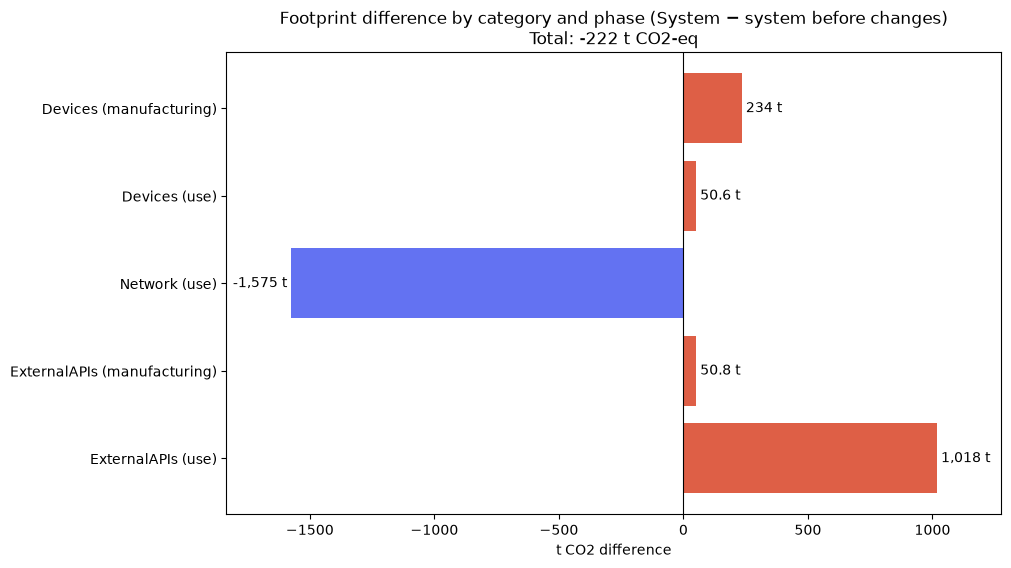 Footprint difference by category and phase (System − system before changes)
Total: -222 t CO2-eq
Devices (manufacturing)
234 t
Devices (use)
50.6 t
Network (use)
-1,575 t
ExternalAPIs (manufacturing)
50.8 t
ExternalAPIs (use)
1,018 t
−1500
−1000
−500
0
500
1000
t CO2 difference